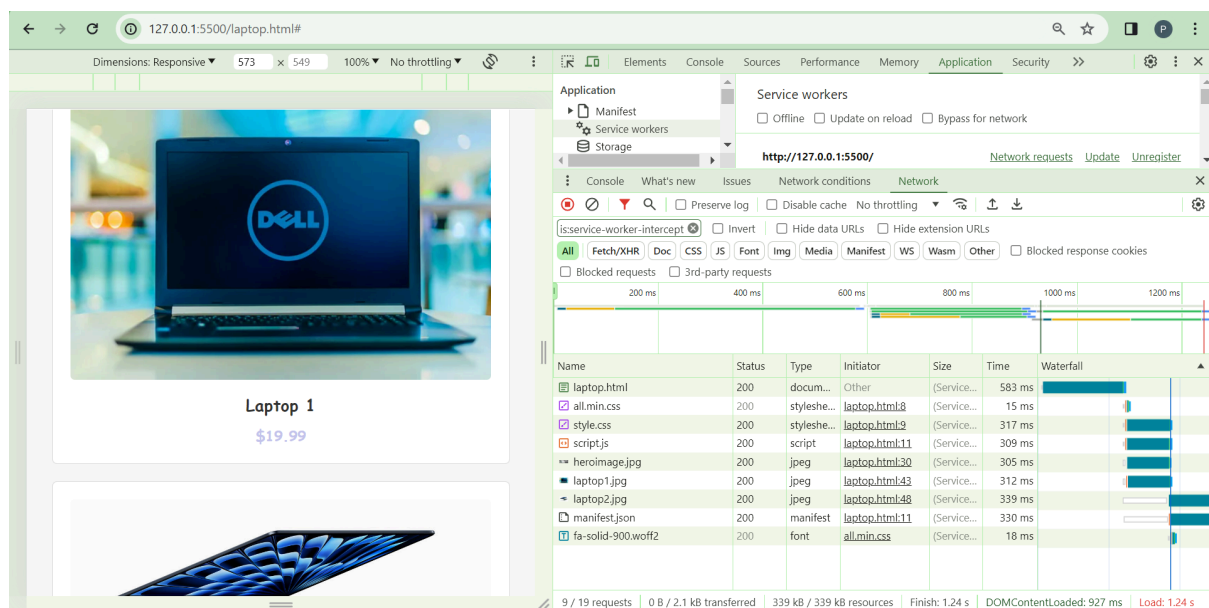 127.0.0.1:5500/laptop.html#
P
Dimensions: Responsive ▼ 573 × 549 100% ▼ No throttling ▼
DELL
Laptop 1
$19.99
Elements Console Sources Performance Memory Application Security
Application
Manifest
Service workers
Storage
Service workers
Offline Update on reload Bypass for network
http://127.0.0.1:5500/ Network requests Update Unregister
Console What's new Issues Network conditions Network
Preserve log Disable cache No throttling
is:service-worker-intercept Invert Hide data URLs Hide extension URLs
All Fetch/XHR Doc CSS JS Font Img Media Manifest WS Wasm Other Blocked response cookies
Blocked requests 3rd-party requests
200 ms 400 ms 600 ms 800 ms 1000 ms 1200 ms
Name Status Type Initiator Size Time Waterfall
laptop.html 200 docum... Other (Service... 583 ms
all.min.css 200 styleshe... laptop.html:8 (Service... 15 ms
style.css 200 styleshe... laptop.html:9 (Service... 317 ms
script.js 200 script laptop.html:11 (Service... 309 ms
heroimage.jpg 200 jpeg laptop.html:30 (Service... 305 ms
laptop1.jpg 200 jpeg laptop.html:43 (Service... 312 ms
laptop2.jpg 200 jpeg laptop.html:48 (Service... 339 ms
manifest.json 200 manifest laptop.html:11 (Service... 330 ms
fa-solid-900.woff2 200 font all.min.css (Service... 18 ms
9 / 19 requests 0 B / 2.1 kB transferred 339 kB / 339 kB resources Finish: 1.24 s DOMContentLoaded: 927 ms Load: 1.24 s